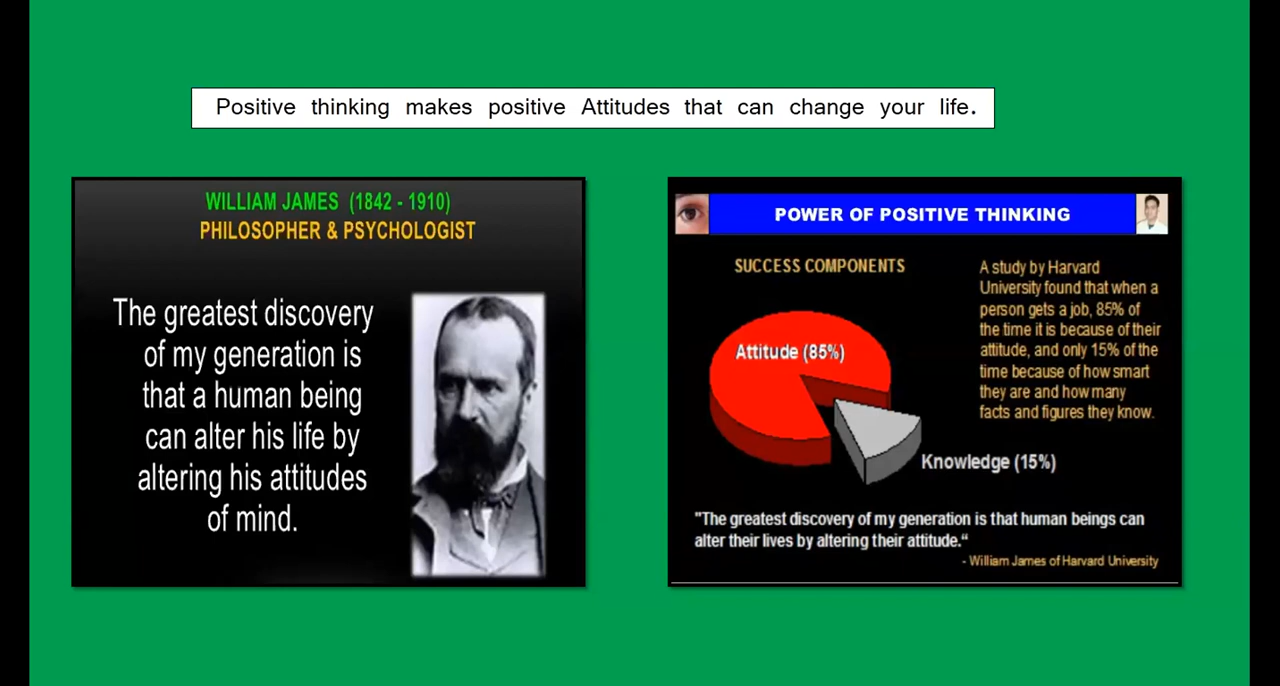 Positive thinking makes positive Attitudes that can change your life.
WILLIAM JAMES (1842 - 1910)
PHILOSOPHER & PSYCHOLOGIST
The greatest discovery
of my generation is
that a human being
can alter his life by
altering his attitudes
of mind.
POWER OF POSITIVE THINKING
SUCCESS COMPONENTS
Attitude (85%)
Knowledge (15%)
A study by Harvard
University found that when a
person gets a job, 85% of
the time it is because of their
attitude, and only 15% of the
time because of how smart
they are and how many
facts and figures they know.
"The greatest discovery of my generation is that human beings can
alter their lives by altering their attitude.“
- William James of Harvard University